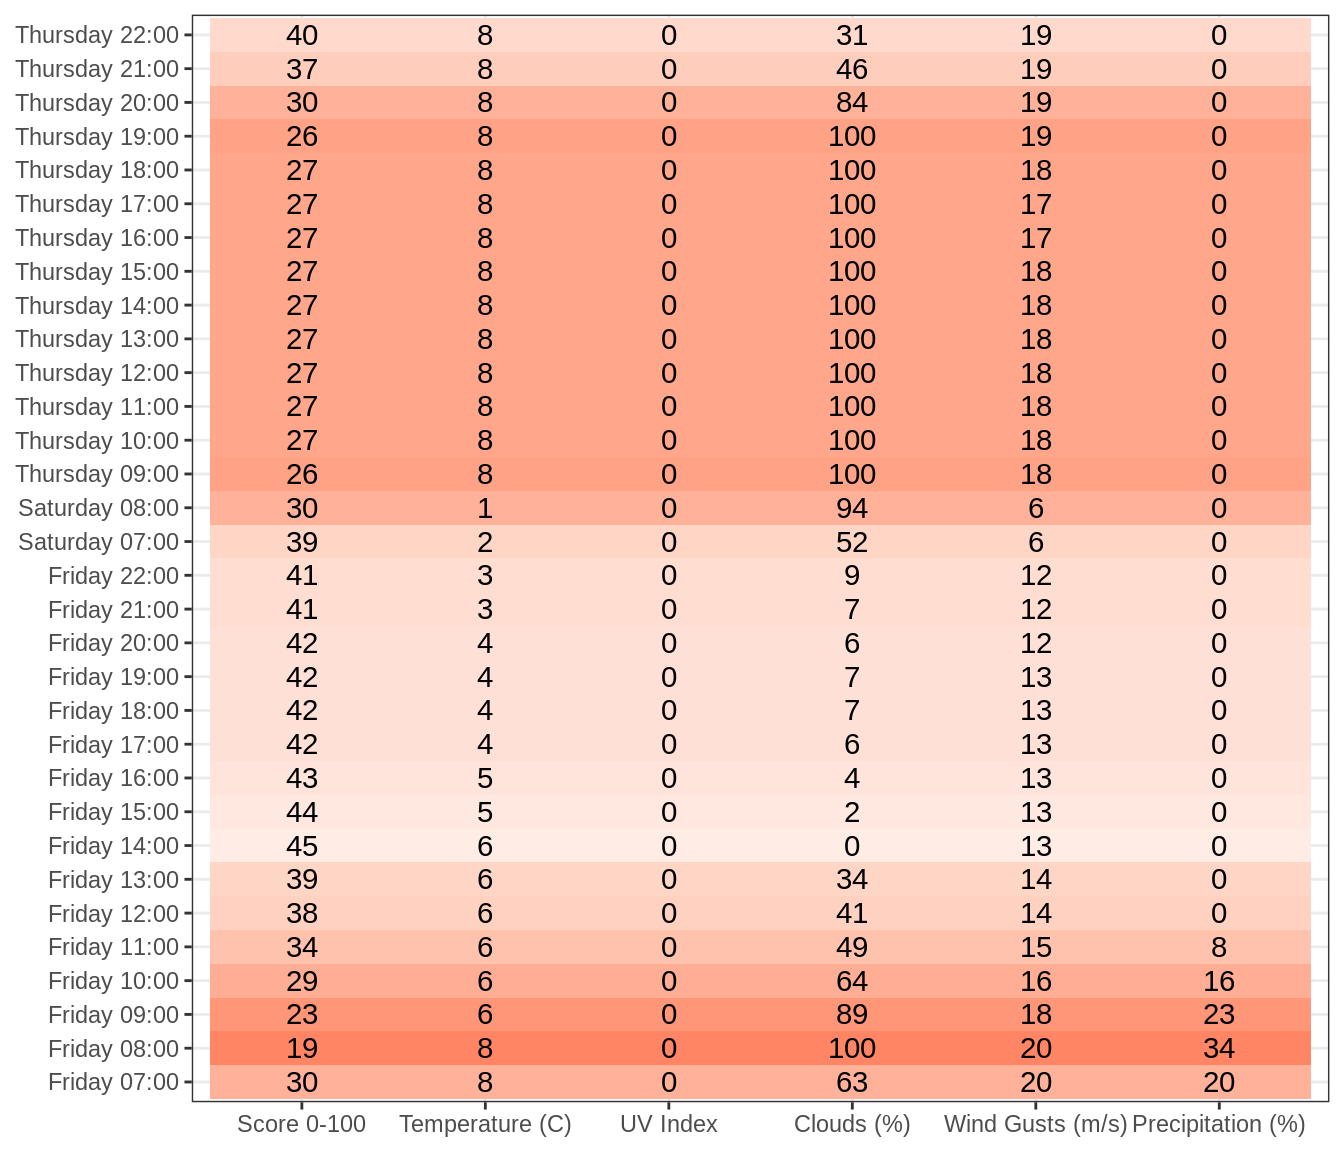 Thursday 22:00 40 8 0 31 19 0
Thursday 21:00 37 8 0 46 19 0
Thursday 20:00 30 8 0 84 19 0
Thursday 19:00 26 8 0 100 19 0
Thursday 18:00 27 8 0 100 18 0
Thursday 17:00 27 8 0 100 17 0
Thursday 16:00 27 8 0 100 17 0
Thursday 15:00 27 8 0 100 18 0
Thursday 14:00 27 8 0 100 18 0
Thursday 13:00 27 8 0 100 18 0
Thursday 12:00 27 8 0 100 18 0
Thursday 11:00 27 8 0 100 18 0
Thursday 10:00 27 8 0 100 18 0
Thursday 09:00 26 8 0 100 18 0
Saturday 08:00 30 1 0 94 6 0
Saturday 07:00 39 2 0 52 6 0
Friday 22:00 41 3 0 9 12 0
Friday 21:00 41 3 0 7 12 0
Friday 20:00 42 4 0 6 12 0
Friday 19:00 42 4 0 7 13 0
Friday 18:00 42 4 0 7 13 0
Friday 17:00 42 4 0 6 13 0
Friday 16:00 43 5 0 4 13 0
Friday 15:00 44 5 0 2 13 0
Friday 14:00 45 6 0 0 13 0
Friday 13:00 39 6 0 34 14 0
Friday 12:00 38 6 0 41 14 0
Friday 11:00 34 6 0 49 15 8
Friday 10:00 29 6 0 64 16 16
Friday 09:00 23 6 0 89 18 23
Friday 08:00 19 8 0 100 20 34
Friday 07:00 30 8 0 63 20 20
Score 0-100 Temperature (C) UV Index Clouds (%) Wind Gusts (m/s) Precipitation (%)